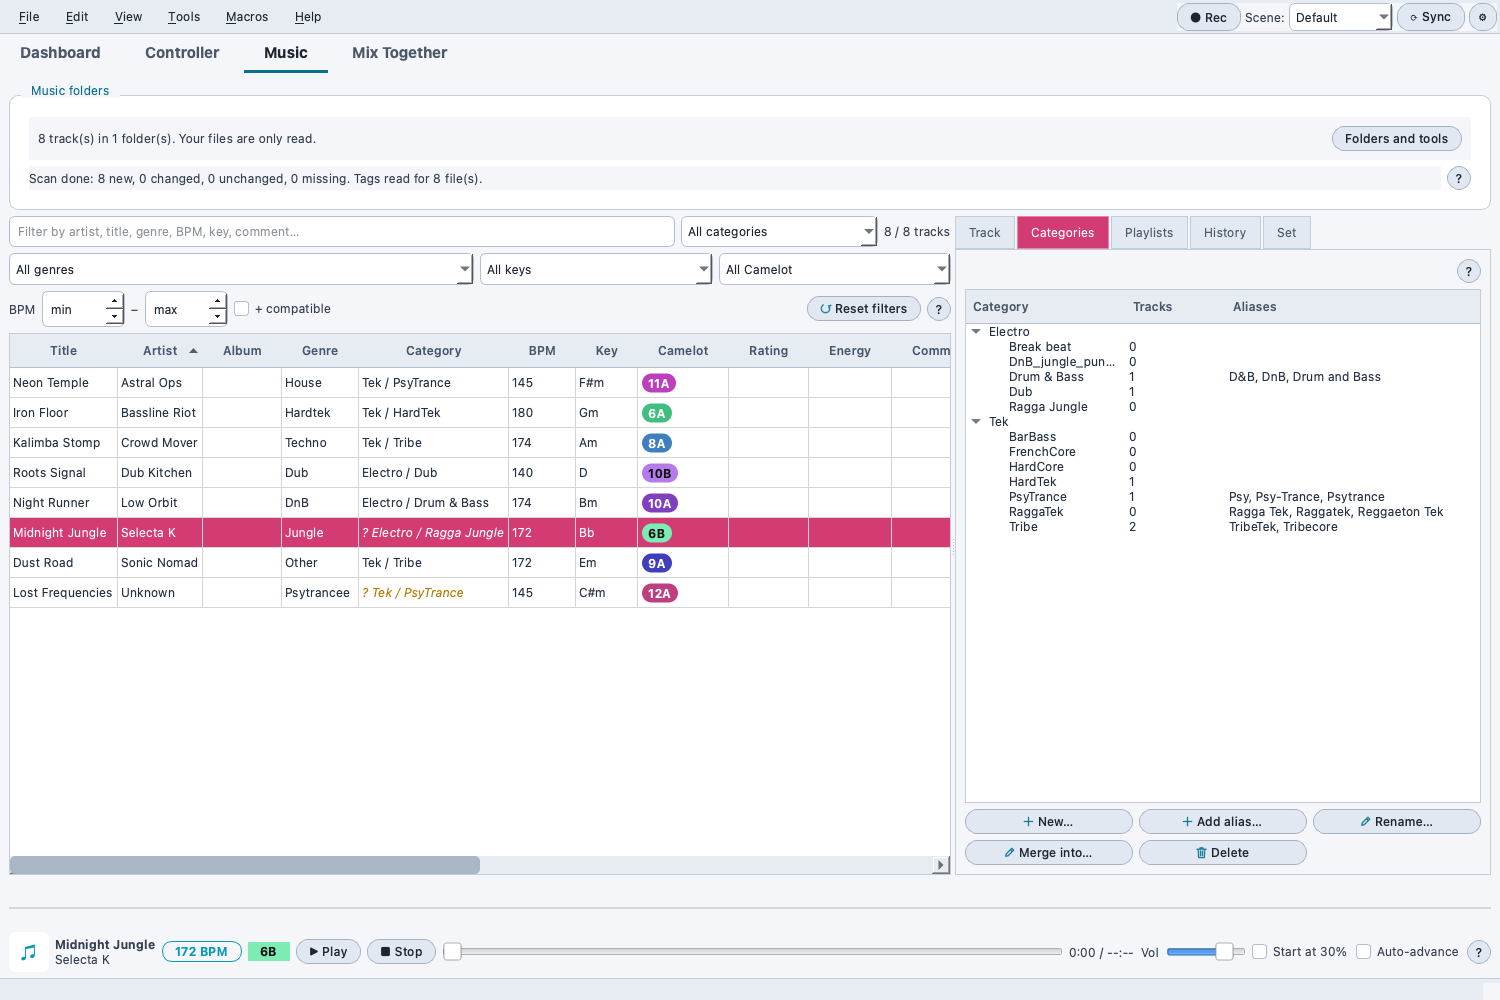 File Edit View Tools Macros Help Rec Scene: Default Sync
Dashboard Controller Music Mix Together
Music folders
8 track(s) in 1 folder(s). Your files are only read. Folders and tools
Scan done: 8 new, 0 changed, 0 unchanged, 0 missing. Tags read for 8 file(s). ?
Filter by artist, title, genre, BPM, key, comment... All categories 8 / 8 tracks
All genres All keys All Camelot
BPM min – max + compatible Reset filters ?
Title Artist Album Genre Category BPM Key Camelot Rating Energy Comm
Neon Temple Astral Ops House Tek / PsyTrance 145 F#m 11A
Iron Floor Bassline Riot Hardtek Tek / HardTek 180 Gm 6A
Kalimba Stomp Crowd Mover Techno Tek / Tribe 174 Am 8A
Roots Signal Dub Kitchen Dub Electro / Dub 140 D 10B
Night Runner Low Orbit DnB Electro / Drum & Bass 174 Bm 10A
Midnight Jungle Selecta K Jungle ? Electro / Ragga Jungle 172 Bb 6B
Dust Road Sonic Nomad Other Tek / Tribe 172 Em 9A
Lost Frequencies Unknown Psytrancee ? Tek / PsyTrance 145 C#m 12A
Track Categories Playlists History Set
?
Category Tracks Aliases
Electro
Break beat 0
DnB_jungle_pun... 0
Drum & Bass 1 D&B, DnB, Drum and Bass
Dub 1
Ragga Jungle 0
Tek
BarBass 0
FrenchCore 0
HardCore 0
HardTek 1
PsyTrance 1 Psy, Psy-Trance, Psytrance
RaggaTek 0 Ragga Tek, Raggatek, Reggaeton Tek
Tribe 2 TribeTek, Tribecore
New... Add alias... Rename...
Merge into... Delete
Midnight Jungle
Selecta K
172 BPM 6B Play Stop 0:00 / --:-- Vol Start at 30% Auto-advance ?